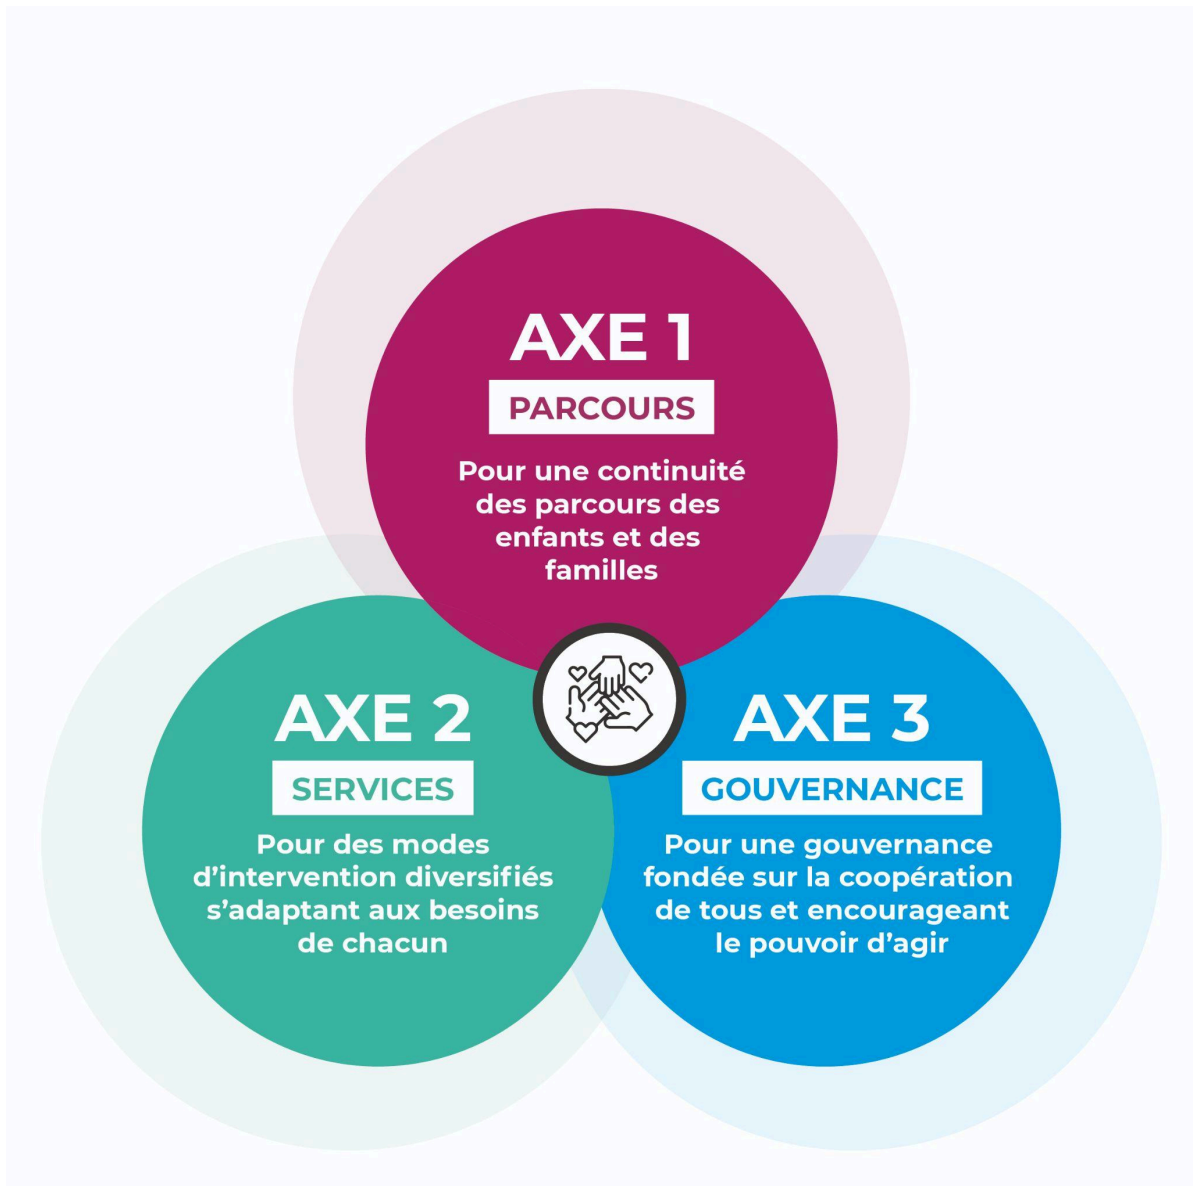 AXE 1
PARCOURS
Pour une continuité
des parcours des
enfants et des
familles
AXE 2
SERVICES
Pour des modes
d’intervention diversifiés
s’adaptant aux besoins
de chacun
AXE 3
GOUVERNANCE
Pour une gouvernance
fondée sur la coopération
de tous et encourageant
le pouvoir d’agir